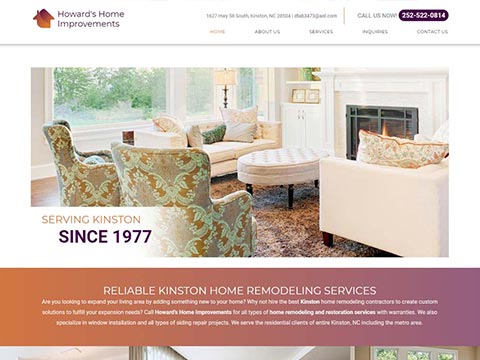 Howard's Home
Improvements
1627 Hwy 58 South, Kinston, NC 28504 | dfab3473@aol.com
CALL US NOW! 252-522-0814
HOME ABOUT US SERVICES INQUIRIES CONTACT US
SERVING KINSTON
SINCE 1977
RELIABLE KINSTON HOME REMODELING SERVICES
Are you looking to expand your living area by adding something new to your home? Why not hire the best Kinston home remodeling contractors to create custom
solutions to fulfill your expansion needs? Call Howard's Home Improvements for all types of home remodeling and restoration services with warranties. We also
specialize in window installation and all types of siding repair projects. We serve the residential clients of entire Kinston, NC including the metro area.